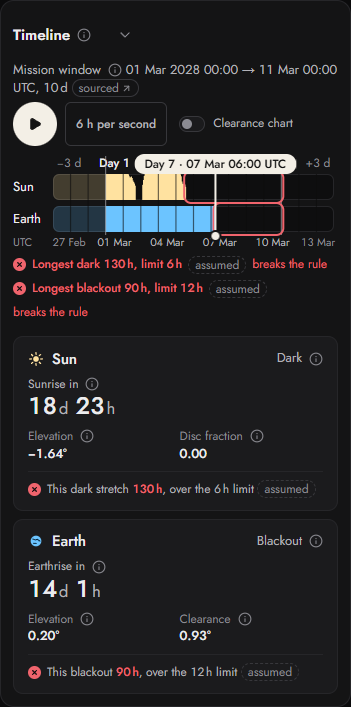 Timeline
Mission window 01 Mar 2028 00:00 → 11 Mar 00:00
UTC, 10 d sourced ↗
6 h per second
Clearance chart
−3 d Day 1 Day 7 · 07 Mar 06:00 UTC +3 d
Sun
Earth
UTC 27 Feb 01 Mar 04 Mar 07 Mar 10 Mar 13 Mar
Longest dark 130 h, limit 6 h assumed breaks the rule
Longest blackout 90 h, limit 12 h assumed
breaks the rule
Sun Dark
Sunrise in
18 d 23 h
Elevation Disc fraction
−1.64° 0.00
This dark stretch 130 h, over the 6 h limit assumed
Earth Blackout
Earthrise in
14 d 1 h
Elevation Clearance
0.20° 0.93°
This blackout 90 h, over the 12 h limit assumed